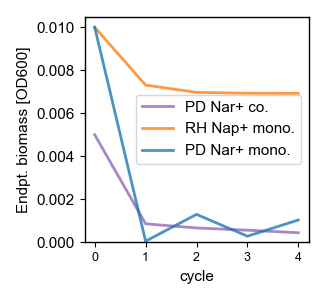 0.010
0.008
0.006
0.004
0.002
0.000
Endpt. biomass [OD600]
PD Nar+ co.
RH Nap+ mono.
PD Nar+ mono.
0 1 2 3 4
cycle